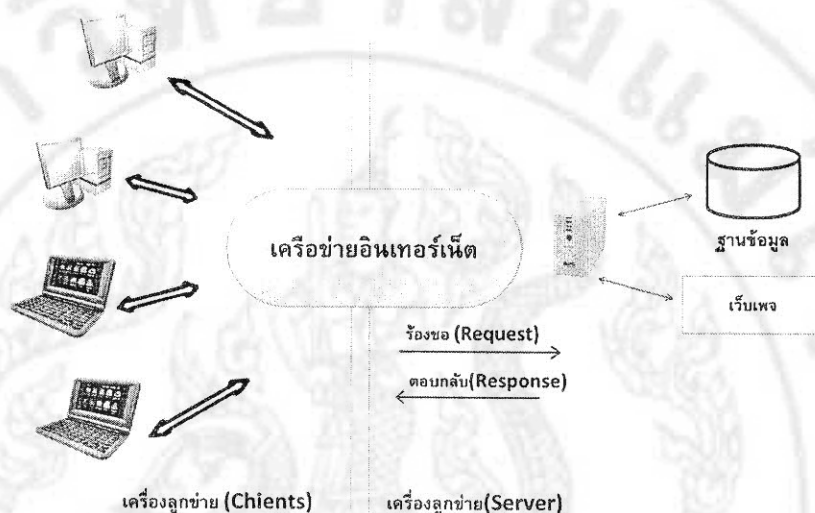 เครือข่ายอินเทอร์เน็ต
ฐานข้อมูล
เว็บเพจ
ร้องขอ (Request)
ตอบกลับ(Response)
เครื่องลูกข่าย (Chients)
เครื่องลูกข่าย(Server)